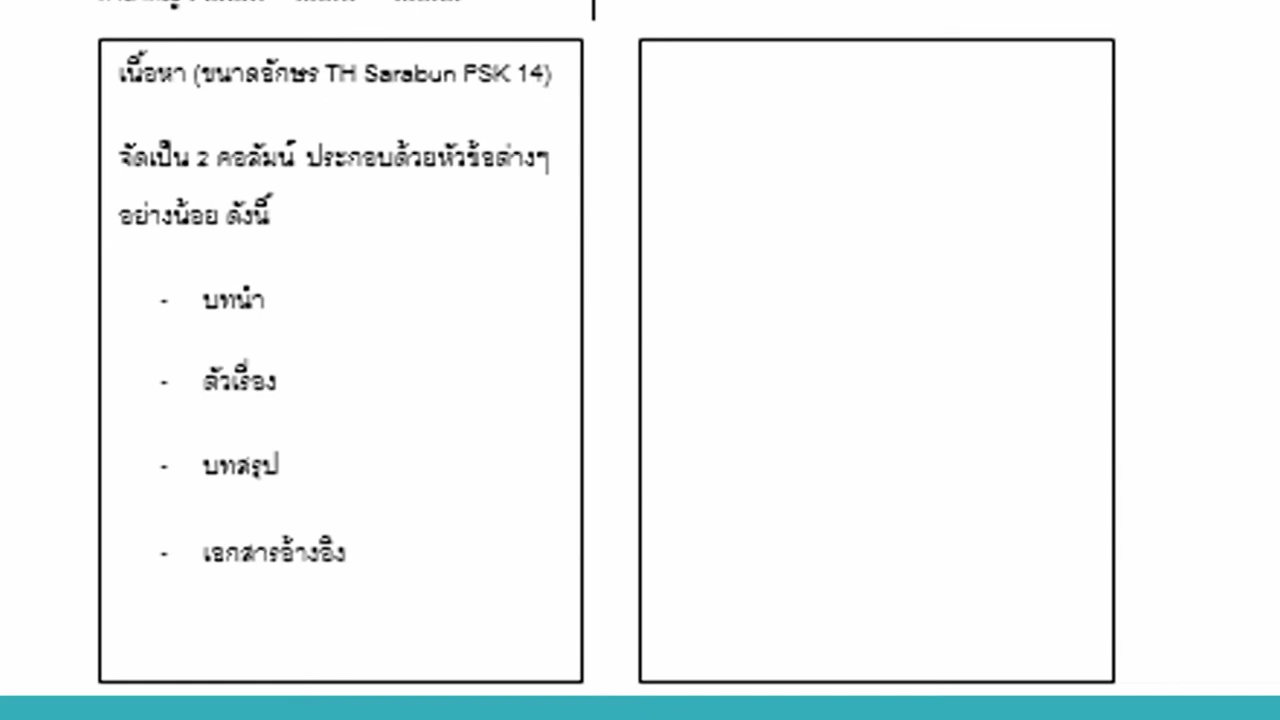 เนื้อหา (ขนาดอักษร TH Sarabun PSK 14)
จัดเป็น 2 คอลัมน์ ประกอบด้วยหัวข้อต่างๆ
อย่างน้อย ดังนี้
- บทนำ
- ตัวเรื่อง
- บทสรุป
- เอกสารอ้างอิง